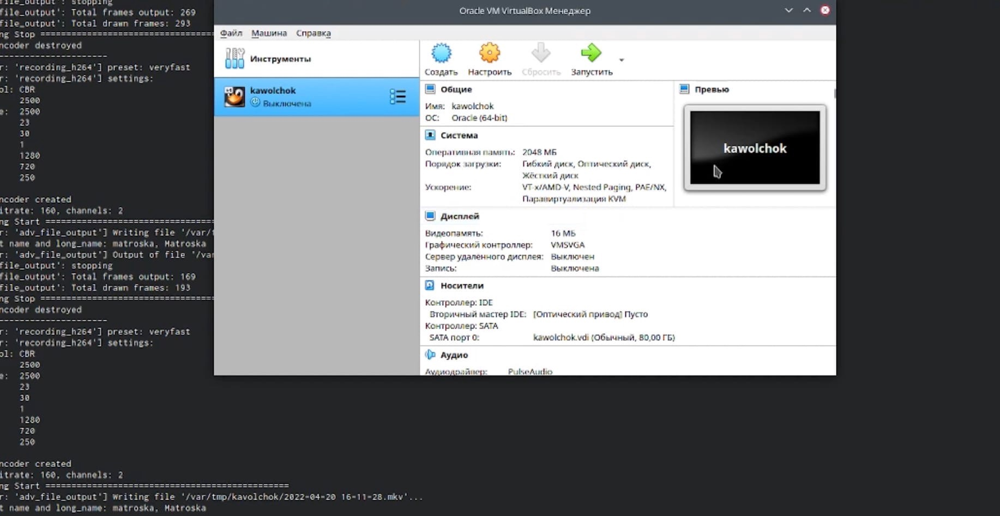 file_output': stopping
file_output': Total frames output: 269
file_output': Total drawn frames: 293
ng Stop ==================================
ncoder destroyed
---------------------
r: 'recording_h264'] preset: veryfast
r: 'recording_h264'] settings:
ol: CBR
2500
e: 2500
23
30
1
1280
720
250
ncoder created
itrate: 160, channels: 2
ng Start =================================
r: 'adv_file_output'] Writing file '/var/t
t name and long_name: matroska, Matroska
r: 'adv_file_output'] Output of file '/var
file_output': stopping
file_output': Total frames output: 169
file_output': Total drawn frames: 193
ng Stop ==================================
ncoder destroyed
---------------------
r: 'recording_h264'] preset: veryfast
r: 'recording_h264'] settings:
ol: CBR
2500
e: 2500
23
30
1
1280
720
250
ncoder created
itrate: 160, channels: 2
ng Start ===============================================
r: 'adv_file_output'] Writing file '/var/tmp/kavolchok/2022-04-20 16-11-28.mkv'...
t name and long_name: matroska, Matroska
Oracle VM VirtualBox Менеджер
Файл Машина Справка
Инструменты
kawolchok
Выключена
Создать Настроить Сбросить Запустить
Общие
Имя: kawolchok
ОС: Oracle (64-bit)
Превью
kawolchok
Система
Оперативная память: 2048 МБ
Порядок загрузки: Гибкий диск, Оптический диск,
Жёсткий диск
Ускорение: VT-x/AMD-V, Nested Paging, PAE/NX,
Паравиртуализация KVM
Дисплей
Видеопамять: 16 МБ
Графический контроллер: VMSVGA
Сервер удаленного дисплея: Выключен
Запись: Выключена
Носители
Контроллер: IDE
Вторичный мастер IDE: [Оптический привод] Пусто
Контроллер: SATA
SATA порт 0: kawolchok.vdi (Обычный, 80,00 ГБ)
Аудио
Аудиодрайвер: PulseAudio